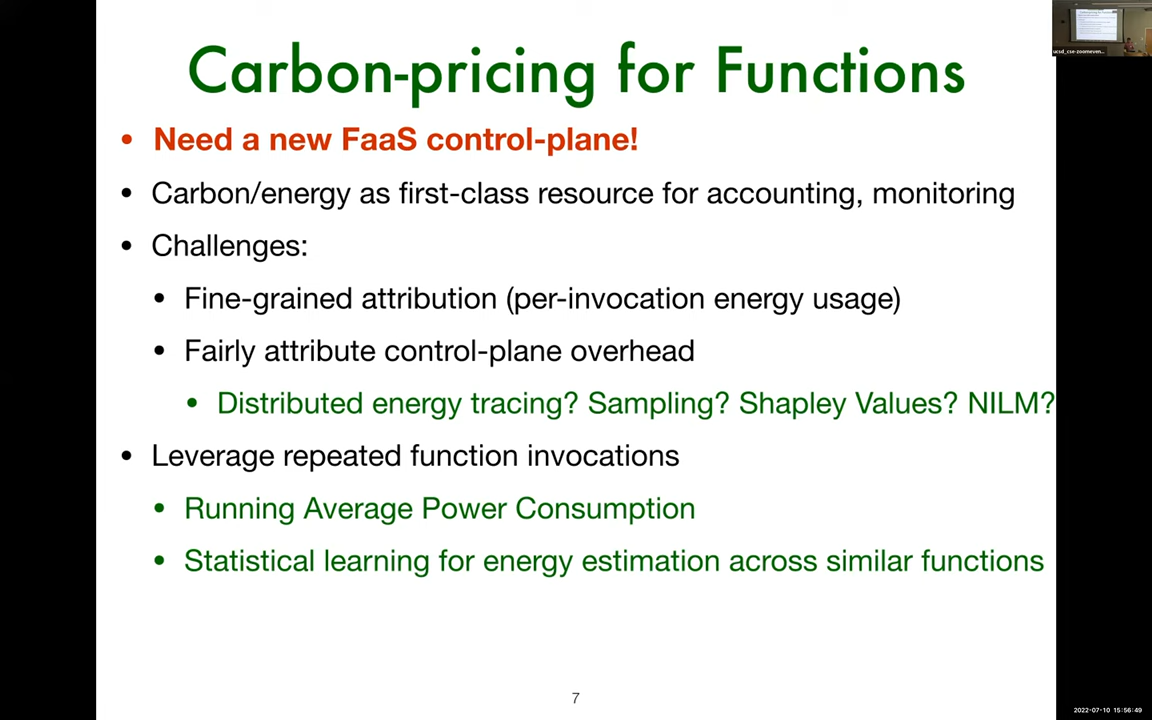 Carbon-pricing for Functions
• Need a new FaaS control-plane!
• Carbon/energy as first-class resource for accounting, monitoring
• Challenges:
• Fine-grained attribution (per-invocation energy usage)
• Fairly attribute control-plane overhead
• Distributed energy tracing? Sampling? Shapley Values? NILM?
• Leverage repeated function invocations
• Running Average Power Consumption
• Statistical learning for energy estimation across similar functions
7
ucsd_cse-zoomeven...
2022-07-10 15:56:49